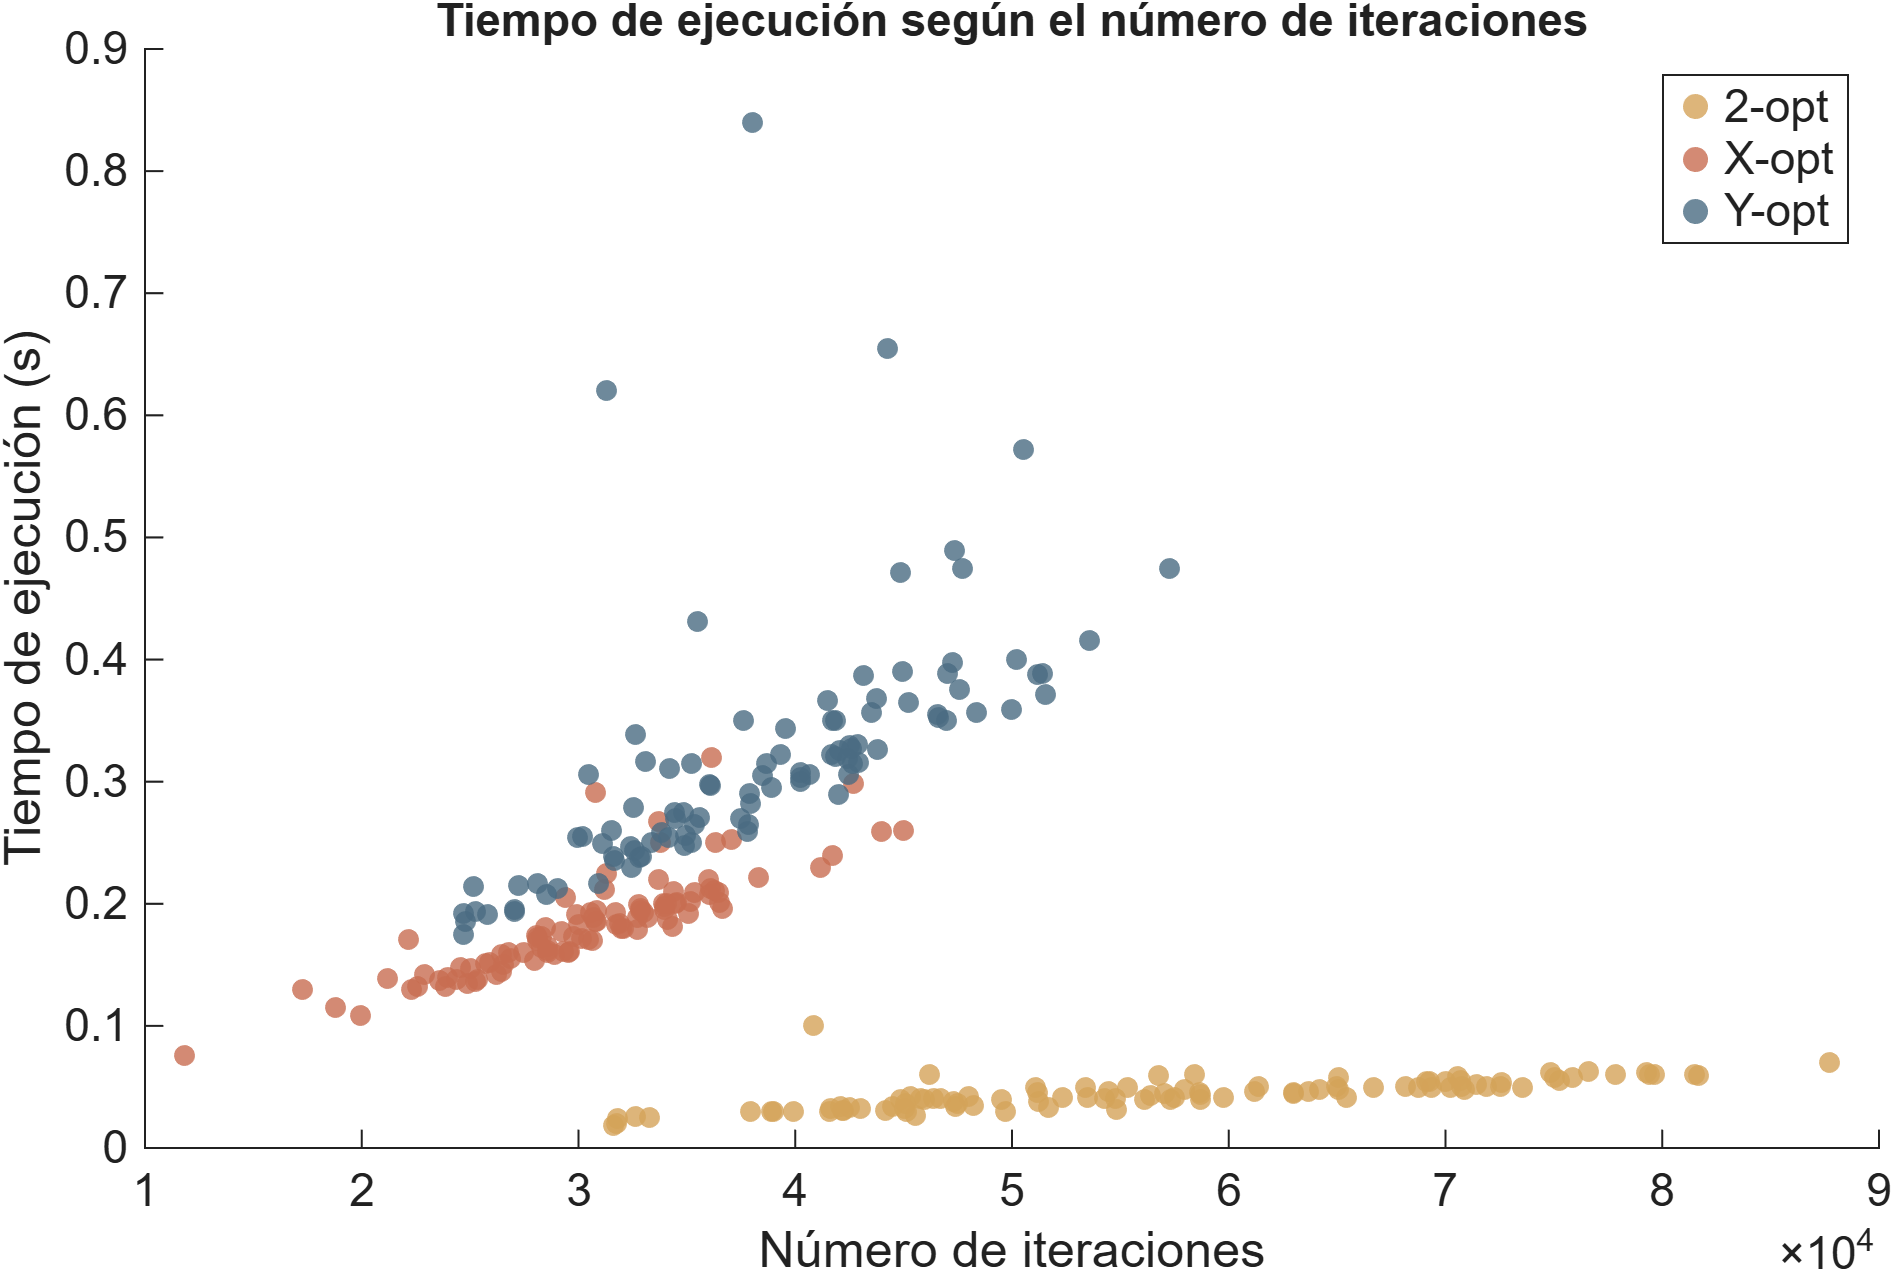 Tiempo de ejecución según el número de iteraciones
0.9
0.8
0.7
0.6
0.5
0.4
0.3
0.2
0.1
0
Tiempo de ejecución (s)
2-opt
X-opt
Y-opt
1 2 3 4 5 6 7 8 9
Número de iteraciones
×10⁴